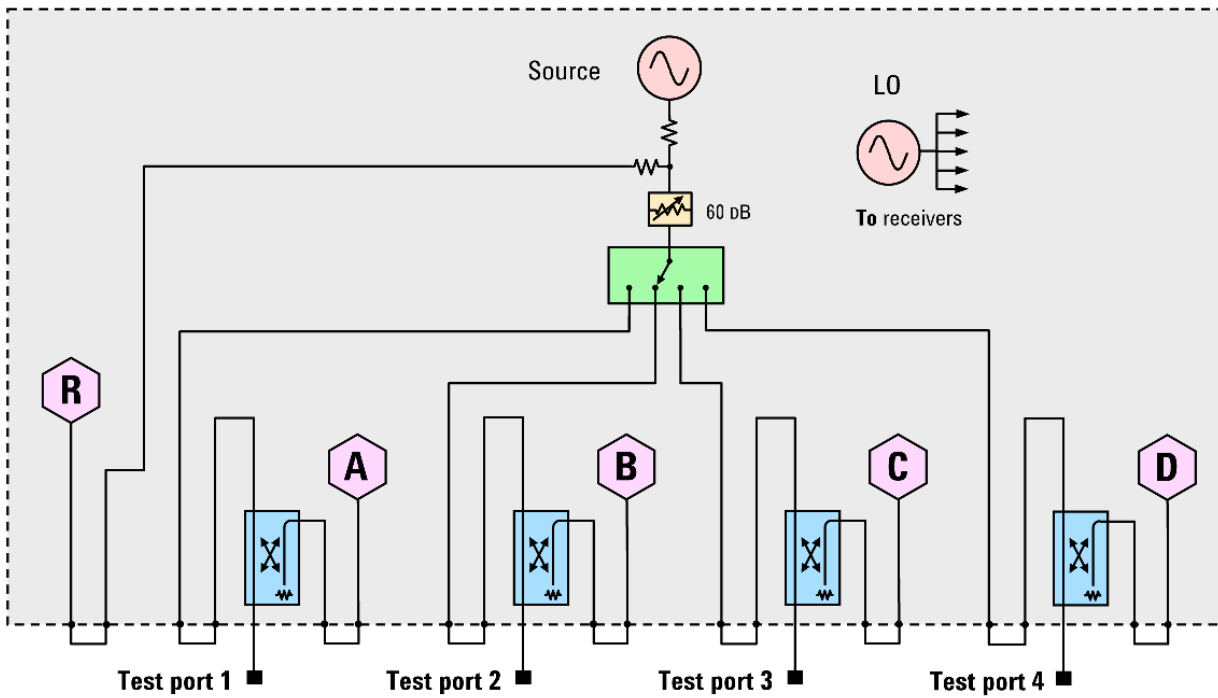 Source
LO
60 DB
To receivers
R
A
B
C
D
Test port 1
Test port 2
Test port 3
Test port 4